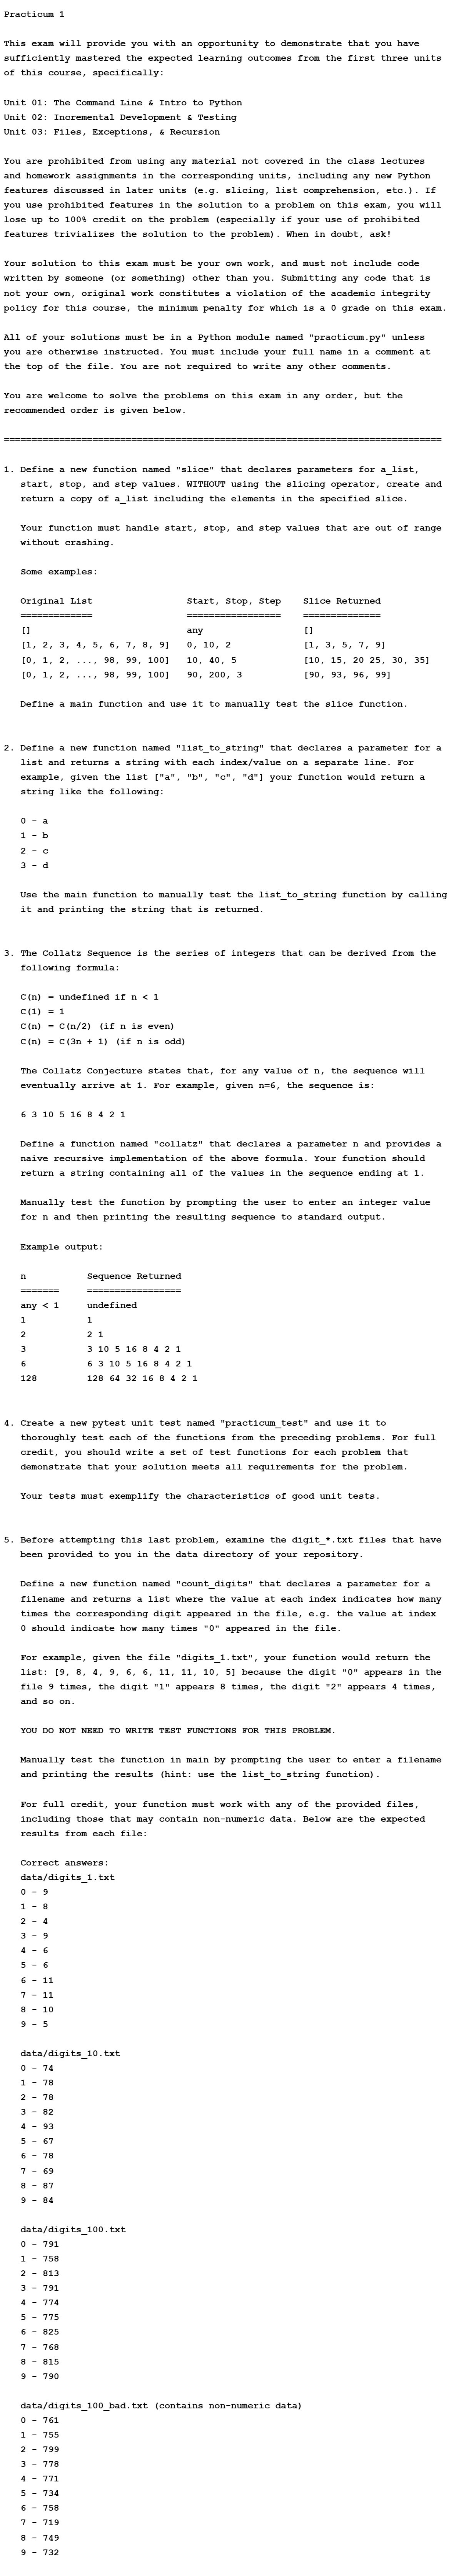 Practicum 1
This exam will provide you with an opportunity to demonstrate that you have
sufficiently mastered the expected learning outcomes from the first three units
of this course, specifically:
Unit 01: The Command Line & Intro to Python
Unit 02: Incremental Development & Testing
Unit 03: Files, Exceptions, & Recursion
You are prohibited from using any material not covered in the class lectures
and homework assignments in the corresponding units, including any new Python
features discussed in later units (e.g. slicing, list comprehension, etc.). If
you use prohibited features in the solution to a problem on this exam, you will
lose up to 100% credit on the problem (especially if your use of prohibited
features trivializes the solution to the problem). When in doubt, ask!
Your solution to this exam must be your own work, and must not include code
written by someone (or something) other than you. Submitting any code that is
not your own, original work constitutes a violation of the academic integrity
policy for this course, the minimum penalty for which is a 0 grade on this exam.
All of your solutions must be in a Python module named "practicum.py" unless
you are otherwise instructed. You must include your full name in a comment at
the top of the file. You are not required to write any other comments.
You are welcome to solve the problems on this exam in any order, but the
recommended order is given below.
===============================================================================
1. Define a new function named "slice" that declares parameters for a_list,
start, stop, and step values. WITHOUT using the slicing operator, create and
return a copy of a_list including the elements in the specified slice.
Your function must handle start, stop, and step values that are out of range
without crashing.
Some examples:
Original List Start, Stop, Step Slice Returned
============= ================= ==============
[] any []
[1, 2, 3, 4, 5, 6, 7, 8, 9] 0, 10, 2 [1, 3, 5, 7, 9]
[0, 1, 2, ..., 98, 99, 100] 10, 40, 5 [10, 15, 20 25, 30, 35]
[0, 1, 2, ..., 98, 99, 100] 90, 200, 3 [90, 93, 96, 99]
Define a main function and use it to manually test the slice function.
2. Define a new function named "list_to_string" that declares a parameter for a
list and returns a string with each index/value on a separate line. For
example, given the list ["a", "b", "c", "d"] your function would return a
string like the following:
0 - a
1 - b
2 - c
3 - d
Use the main function to manually test the list_to_string function by calling
it and printing the string that is returned.
3. The Collatz Sequence is the series of integers that can be derived from the
following formula:
C(n) = undefined if n < 1
C(1) = 1
C(n) = C(n/2) (if n is even)
C(n) = C(3n + 1) (if n is odd)
The Collatz Conjecture states that, for any value of n, the sequence will
eventually arrive at 1. For example, given n=6, the sequence is:
6 3 10 5 16 8 4 2 1
Define a function named "collatz" that declares a parameter n and provides a
naive recursive implementation of the above formula. Your function should
return a string containing all of the values in the sequence ending at 1.
Manually test the function by prompting the user to enter an integer value
for n and then printing the resulting sequence to standard output.
Example output:
n Sequence Returned
======= =================
any < 1 undefined
1 1
2 2 1
3 3 10 5 16 8 4 2 1
6 6 3 10 5 16 8 4 2 1
128 128 64 32 16 8 4 2 1
4. Create a new pytest unit test named "practicum_test" and use it to
thoroughly test each of the functions from the preceding problems. For full
credit, you should write a set of test functions for each problem that
demonstrate that your solution meets all requirements for the problem.
Your tests must exemplify the characteristics of good unit tests.
5. Before attempting this last problem, examine the digit_*.txt files that have
been provided to you in the data directory of your repository.
Define a new function named "count_digits" that declares a parameter for a
filename and returns a list where the value at each index indicates how many
times the corresponding digit appeared in the file, e.g. the value at index
0 should indicate how many times "0" appeared in the file.
For example, given the file "digits_1.txt", your function would return the
list: [9, 8, 4, 9, 6, 6, 11, 11, 10, 5] because the digit "0" appears in the
file 9 times, the digit "1" appears 8 times, the digit "2" appears 4 times,
and so on.
YOU DO NOT NEED TO WRITE TEST FUNCTIONS FOR THIS PROBLEM.
Manually test the function in main by prompting the user to enter a filename
and printing the results (hint: use the list_to_string function).
For full credit, your function must work with any of the provided files,
including those that may contain non-numeric data. Below are the expected
results from each file:
Correct answers:
data/digits_1.txt
0 - 9
1 - 8
2 - 4
3 - 9
4 - 6
5 - 6
6 - 11
7 - 11
8 - 10
9 - 5
data/digits_10.txt
0 - 74
1 - 78
2 - 78
3 - 82
4 - 93
5 - 67
6 - 78
7 - 69
8 - 87
9 - 84
data/digits_100.txt
0 - 791
1 - 758
2 - 813
3 - 791
4 - 774
5 - 775
6 - 825
7 - 768
8 - 815
9 - 790
data/digits_100_bad.txt (contains non-numeric data)
0 - 761
1 - 755
2 - 799
3 - 778
4 - 771
5 - 734
6 - 758
7 - 719
8 - 749
9 - 732